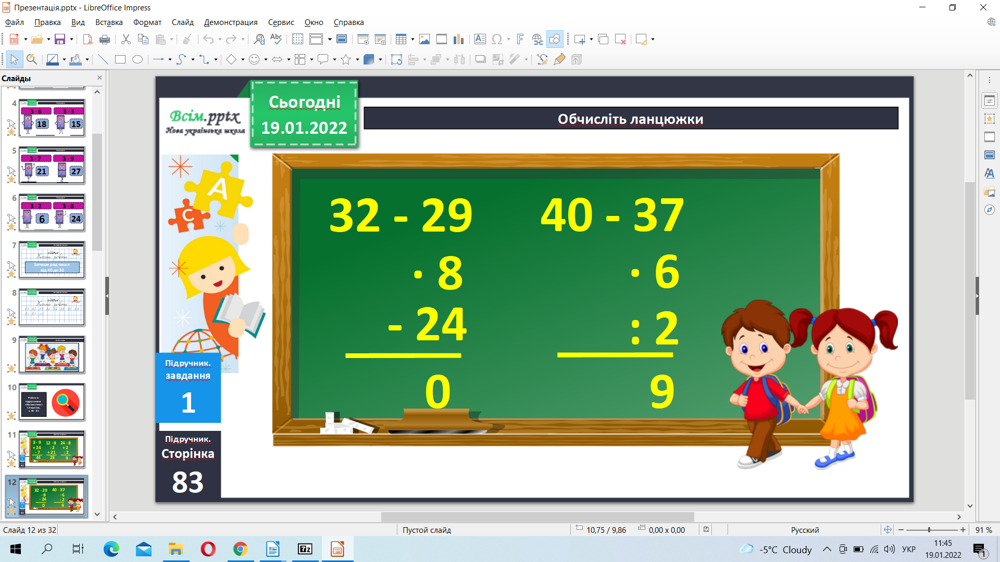 Презентація.pptx - LibreOffice Impress
Файл Правка Вид Вставка Формат Слайд Демонстрация Сервис Окно Справка
Слайды
4
3 · 6 3 · 5
18 15
5
3 · 7 3 · 9
21 27
6
3 · 2 3 · 8
6 24
7
Запиши ряд чисел
від 40 до 30
8
9
10
Робота із
підручником
«Математика»
11
3 · 9 12 - 8 24 - 8
+ 24 : 2 + 2
- 7 + 21 : 2
44 23 9
12
32 - 29 40 - 37
· 8 · 6
- 24 : 2
0 9
Всім.pptx
Нова українська школа
Сьогодні
19.01.2022
Обчисліть ланцюжки
A
C
32 - 29 40 - 37
· 8 · 6
- 24 : 2
0 9
Підручник.
завдання
1
Підручник.
Сторінка
83
Слайд 12 из 32 Пустой слайд 10,75 / 9,86 0,00 x 0,00 Русский 91 %
7z
-5°C Cloudy УКР 11:45
19.01.2022
1